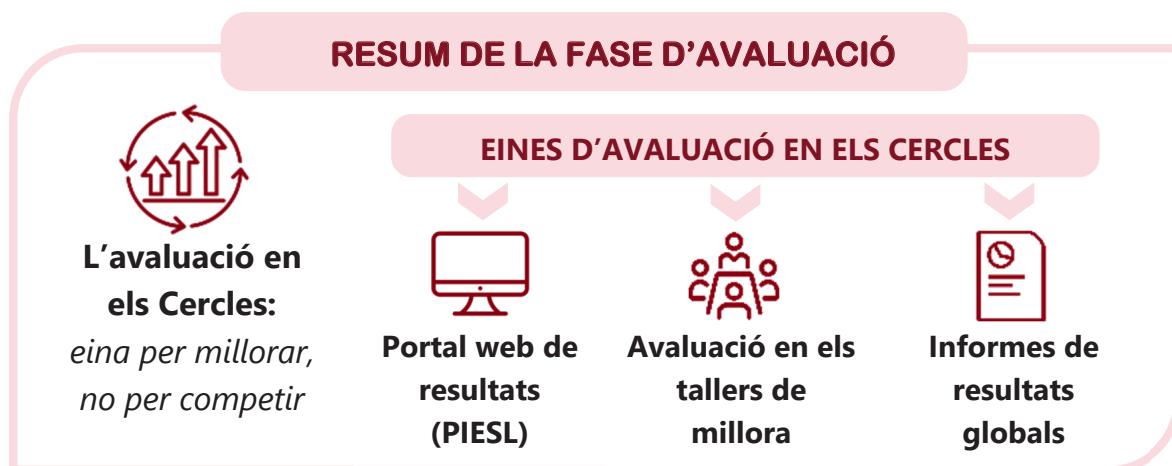 RESUM DE LA FASE D’AVALUACIÓ
EINES D’AVALUACIÓ EN ELS CERCLES
L’avaluació en
els Cercles:
eina per millorar,
no per competir
Portal web de
resultats
(PIESL)
Avaluació en els
tallers de
millora
Informes de
resultats
globals